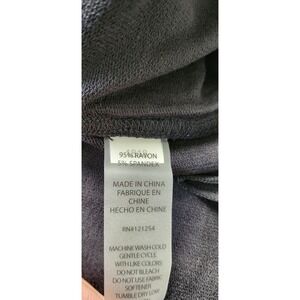 95% RAYON
5% SPANDEX
MADE IN CHINA
FABRIQUE EN
CHINE
HECHO EN CHINE
RN#121254
MACHINE WASH COLD
GENTLE CYCLE
WITH LIKE COLORS
DO NOT BLEACH
DO NOT USE FABRIC
SOFTENER
TUMBLE DRY LOW